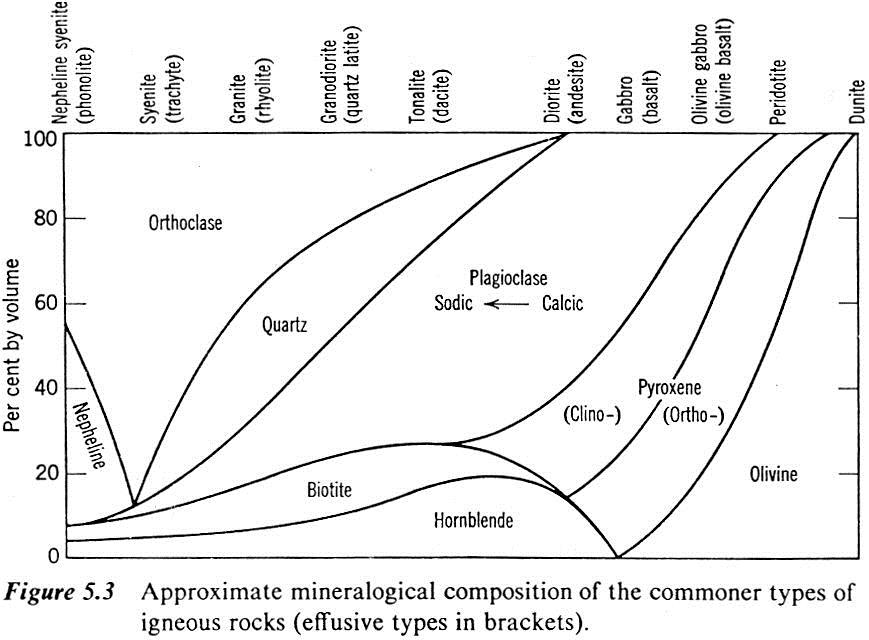 Nepheline syenite
(phonolite)
Syenite
(trachyte)
Granite
(rhyolite)
Granodiorite
(quartz latite)
Tonalite
(dacite)
Diorite
(andesite)
Gabbro
(basalt)
Olivine gabbro
(olivine basalt)
Peridotite
Dunite
Per cent by volume
100
80
60
40
20
0
Orthoclase
Quartz
Plagioclase
Sodic ← Calcic
Nepheline
Pyroxene
(Clino-) (Ortho-)
Biotite
Olivine
Hornblende
Figure 5.3 Approximate mineralogical composition of the commoner types of
igneous rocks (effusive types in brackets).